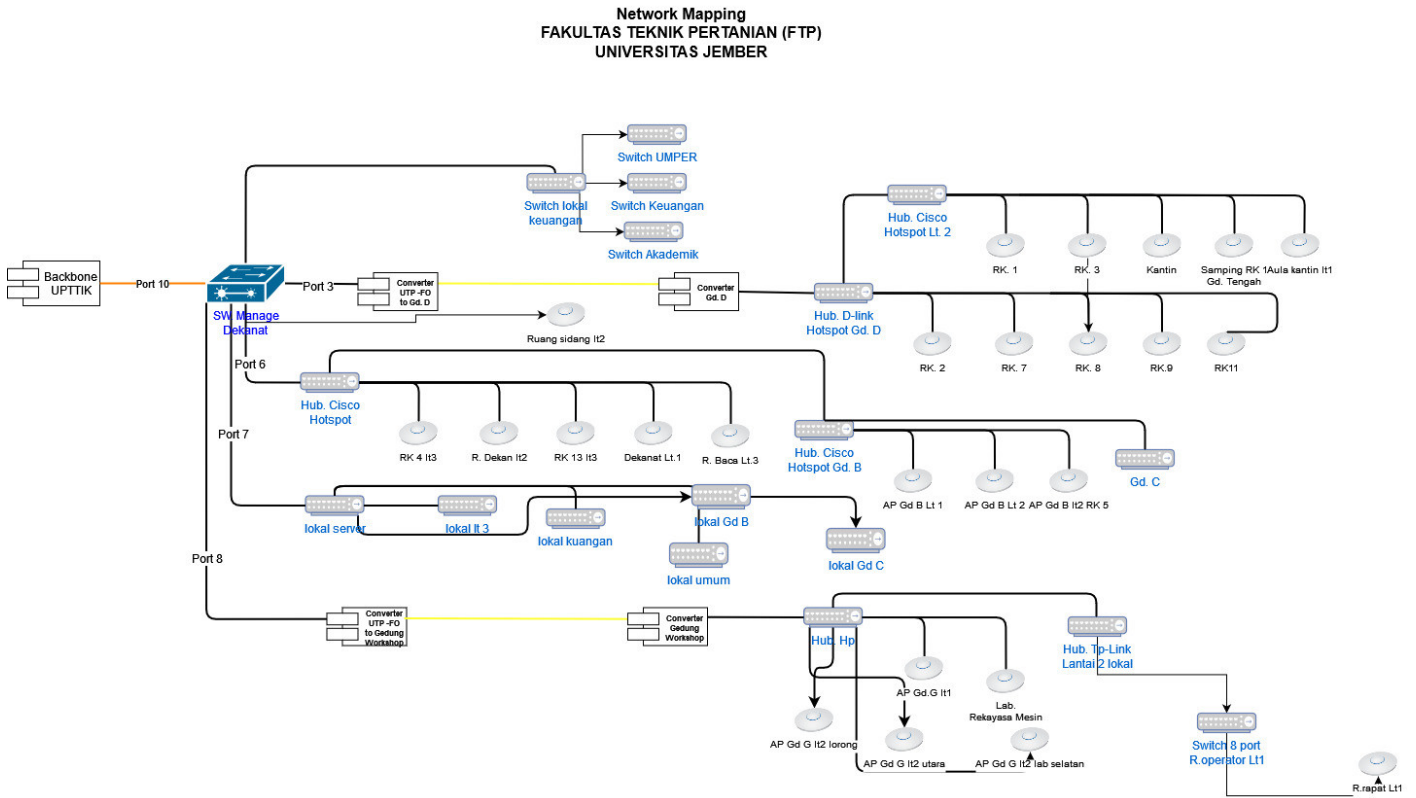 Network Mapping
FAKULTAS TEKNIK PERTANIAN (FTP)
UNIVERSITAS JEMBER
Switch UMPER
Switch lokal
keuangan
Switch Keuangan
Switch Akademik
Hub. Cisco
Hotspot Lt. 2
RK. 1
RK. 3
Kantin
Samping RK 1
Gd. Tengah
Aula kantin lt1
Backbone
UPTTIK
Port 10
SW Manage
Dekanat
Port 3
Converter
UTP -FO
to Gd. D
Converter
Gd. D
Hub. D-link
Hotspot Gd. D
Ruang sidang lt2
RK. 2
RK. 7
RK. 8
RK.9
RK11
Port 6
Hub. Cisco
Hotspot
RK 4 lt3
R. Dekan lt2
RK 13 lt3
Dekanat Lt.1
R. Baca Lt.3
Hub. Cisco
Hotspot Gd. B
Gd. C
AP Gd B Lt 1
AP Gd B Lt 2
AP Gd B lt2 RK 5
Port 7
lokal server
lokal lt 3
lokal kuangan
lokal Gd B
lokal umum
lokal Gd C
Port 8
Converter
UTP -FO
to Gedung
Workshop
Converter
Gedung
Workshop
Hub. Hp
Hub. Tp-Link
Lantai 2 lokal
AP Gd.G lt1
Lab.
Rekayasa Mesin
AP Gd G lt2 lorong
AP Gd G lt2 utara
AP Gd G lt2 lab selatan
Switch 8 port
R.operator Lt1
R.rapat Lt1